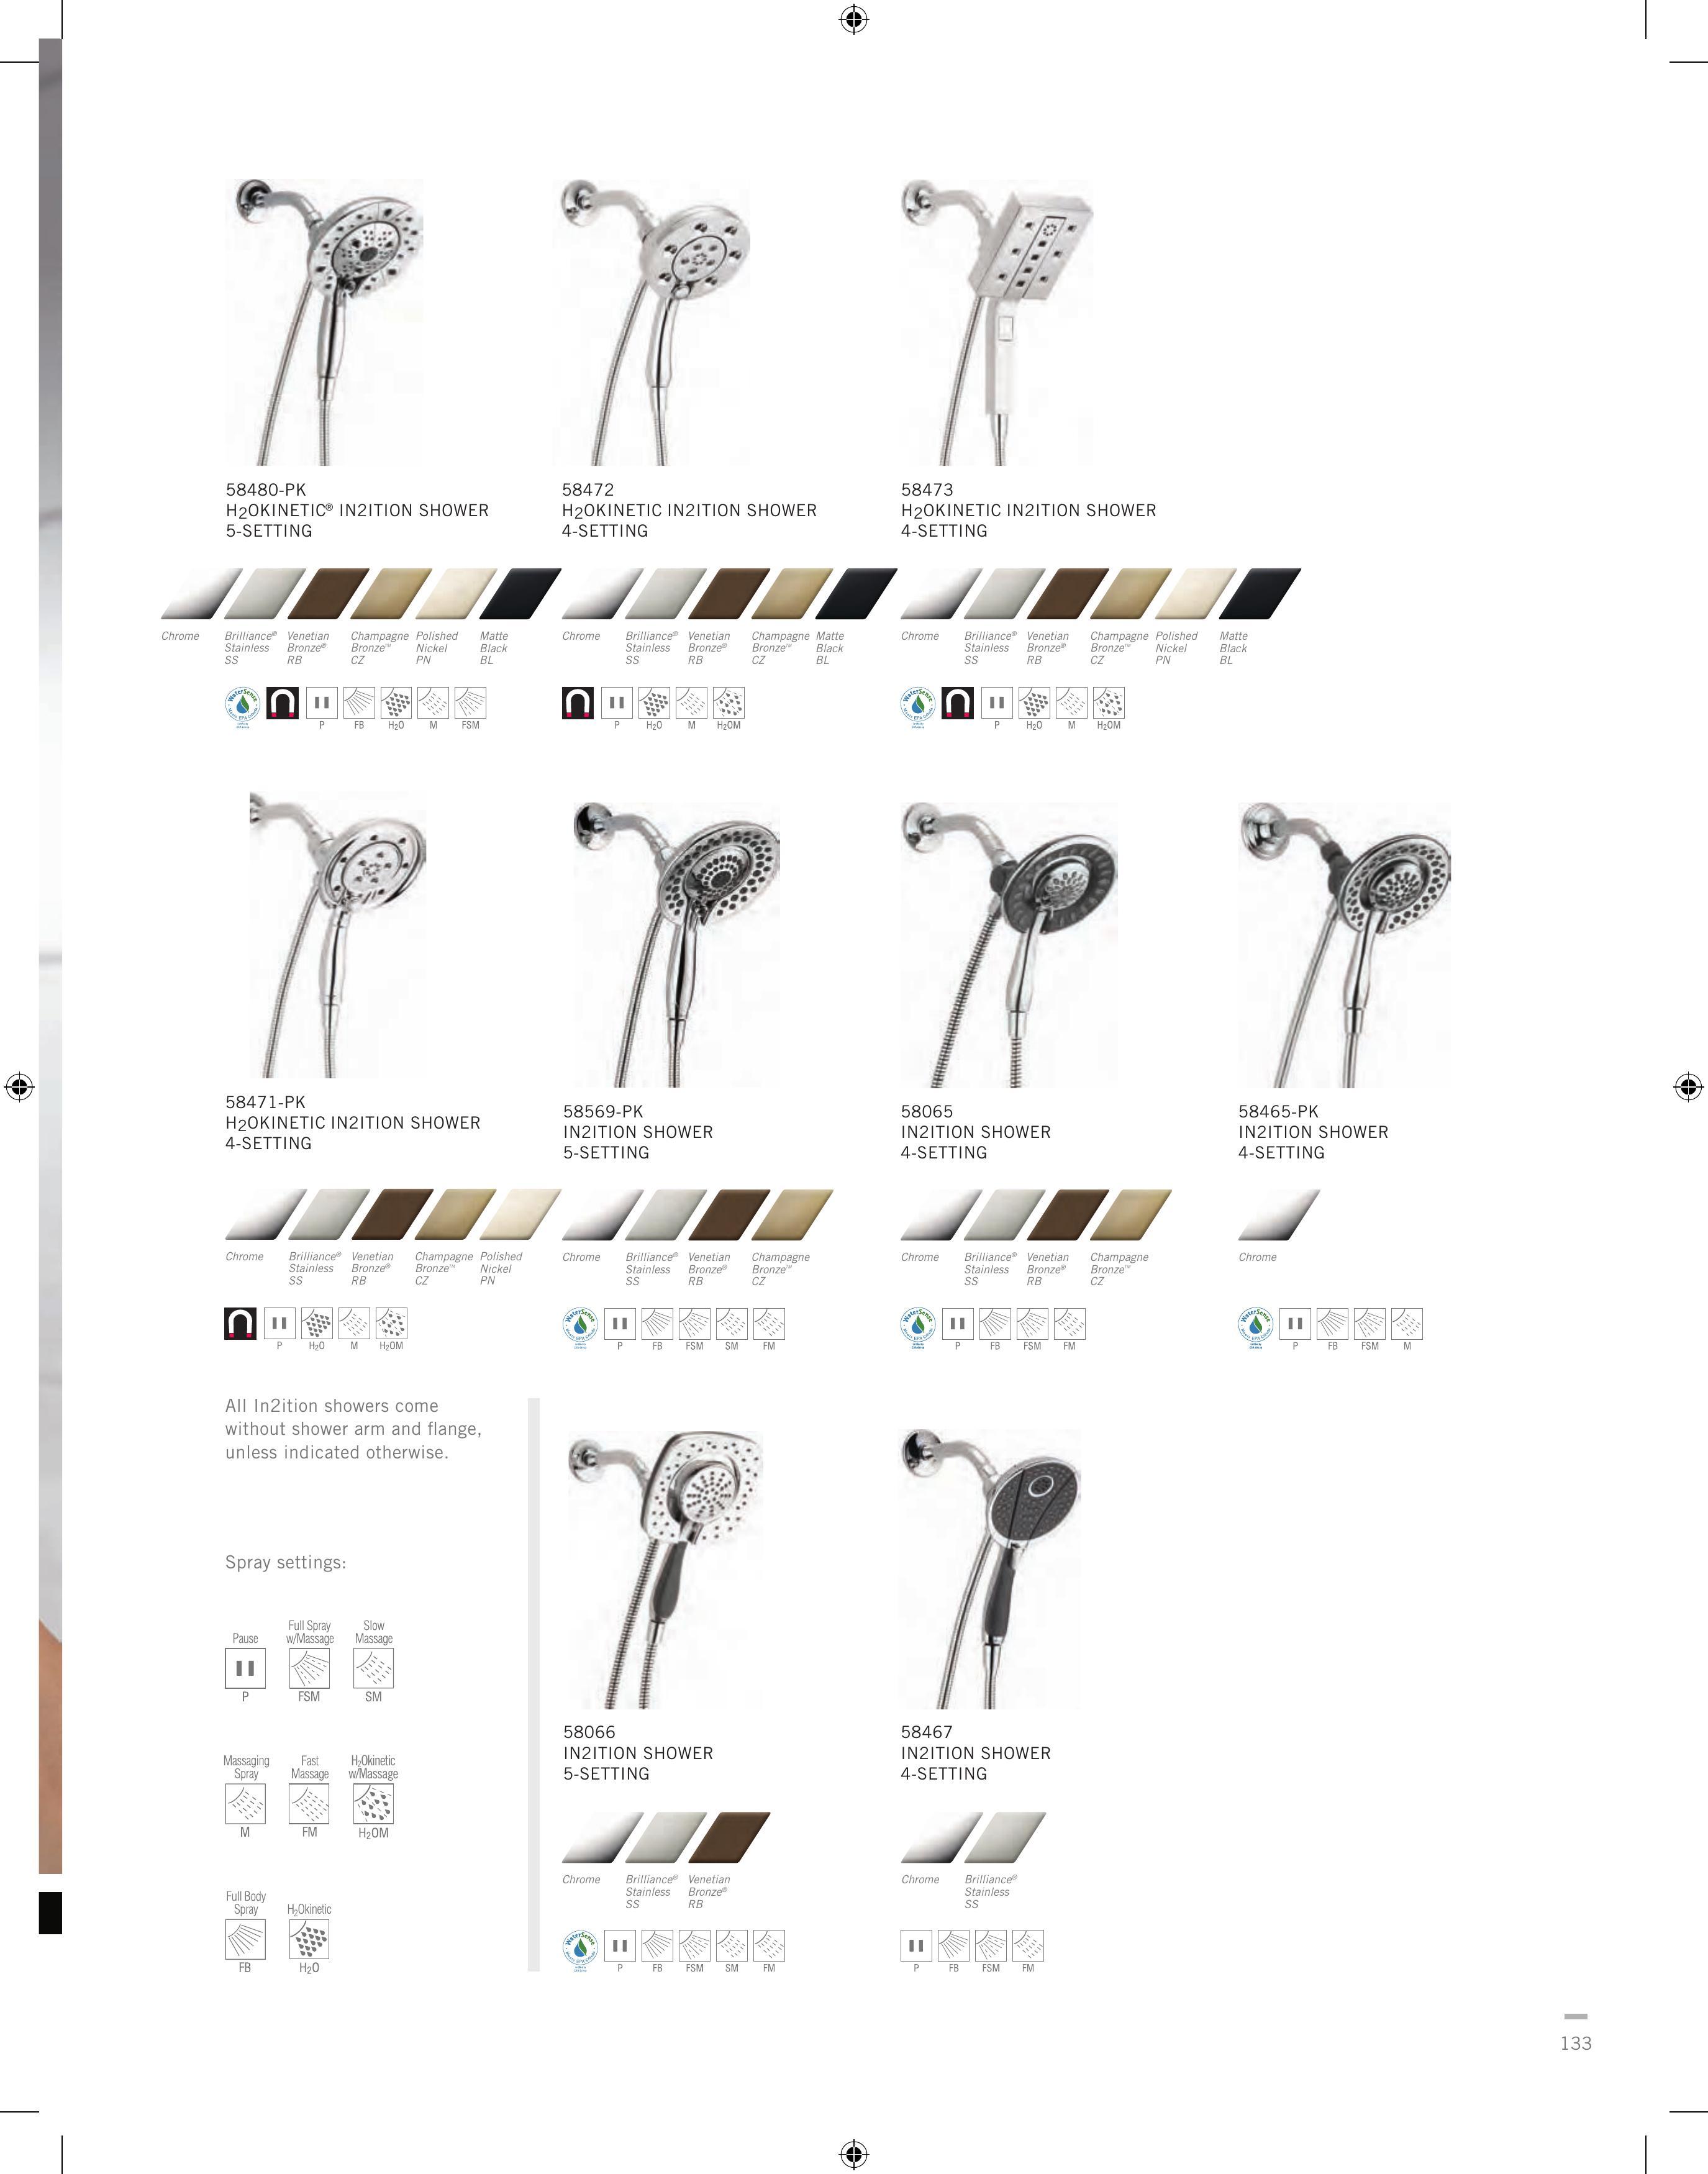 58480-PK
H2OKINETIC® IN2ITION SHOWER
5-SETTING
Chrome
Brilliance®
Stainless
SS
Venetian
Bronze®
RB
Champagne
Bronze™
CZ
Polished
Nickel
PN
Matte
Black
BL
WaterSense
P
FB
H2O
M
FSM
58472
H2OKINETIC IN2ITION SHOWER
4-SETTING
Chrome
Brilliance®
Stainless
SS
Venetian
Bronze®
RB
Champagne
Bronze™
CZ
Matte
Black
BL
P
H2O
M
H2OM
58473
H2OKINETIC IN2ITION SHOWER
4-SETTING
Chrome
Brilliance®
Stainless
SS
Venetian
Bronze®
RB
Champagne
Bronze™
CZ
Polished
Nickel
PN
Matte
Black
BL
WaterSense
P
H2O
M
H2OM
58471-PK
H2OKINETIC IN2ITION SHOWER
4-SETTING
Chrome
Brilliance®
Stainless
SS
Venetian
Bronze®
RB
Champagne
Bronze™
CZ
Polished
Nickel
PN
P
H2O
M
H2OM
58569-PK
IN2ITION SHOWER
5-SETTING
Chrome
Brilliance®
Stainless
SS
Venetian
Bronze®
RB
Champagne
Bronze™
CZ
WaterSense
P
FB
FSM
SM
FM
58065
IN2ITION SHOWER
4-SETTING
Chrome
Brilliance®
Stainless
SS
Venetian
Bronze®
RB
Champagne
Bronze™
CZ
WaterSense
P
FB
FSM
FM
58465-PK
IN2ITION SHOWER
4-SETTING
Chrome
WaterSense
P
FB
FSM
M
All In2ition showers come
without shower arm and flange,
unless indicated otherwise.
Spray settings:
Pause
P
Full Spray
w/Massage
FSM
Slow
Massage
SM
Massaging
Spray
M
Fast
Massage
FM
H2Okinetic
w/Massage
H2OM
Full Body
Spray
FB
H2Okinetic
H2O
58066
IN2ITION SHOWER
5-SETTING
Chrome
Brilliance®
Stainless
SS
Venetian
Bronze®
RB
WaterSense
P
FB
FSM
SM
FM
58467
IN2ITION SHOWER
4-SETTING
Chrome
Brilliance®
Stainless
SS
P
FB
FSM
FM
133